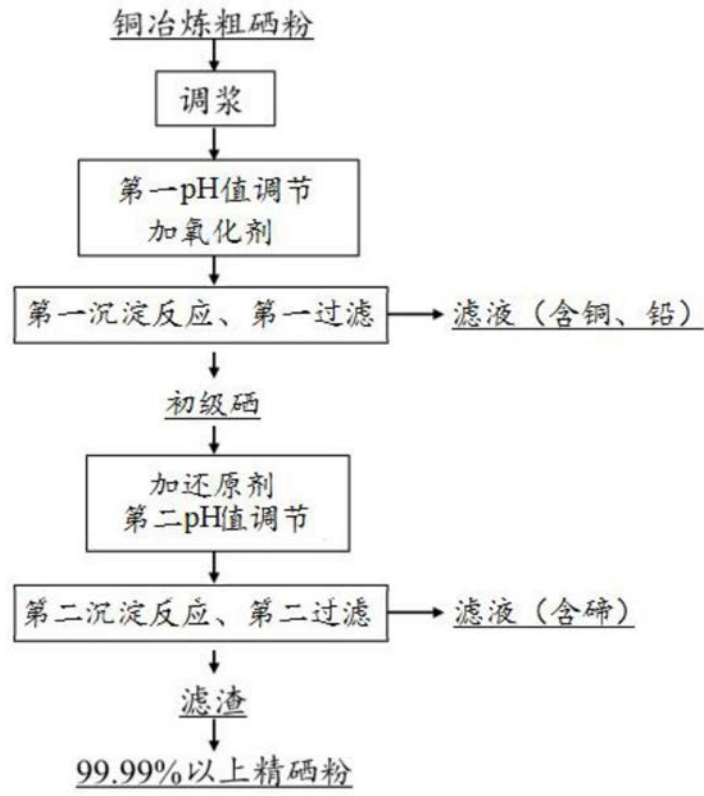 铜冶炼粗硒粉
调浆
第一pH值调节
加氧化剂
第一沉淀反应、第一过滤
滤液（含铜、铅）
初级硒
加还原剂
第二pH值调节
第二沉淀反应、第二过滤
滤液（含碲）
滤渣
99.99%以上精硒粉